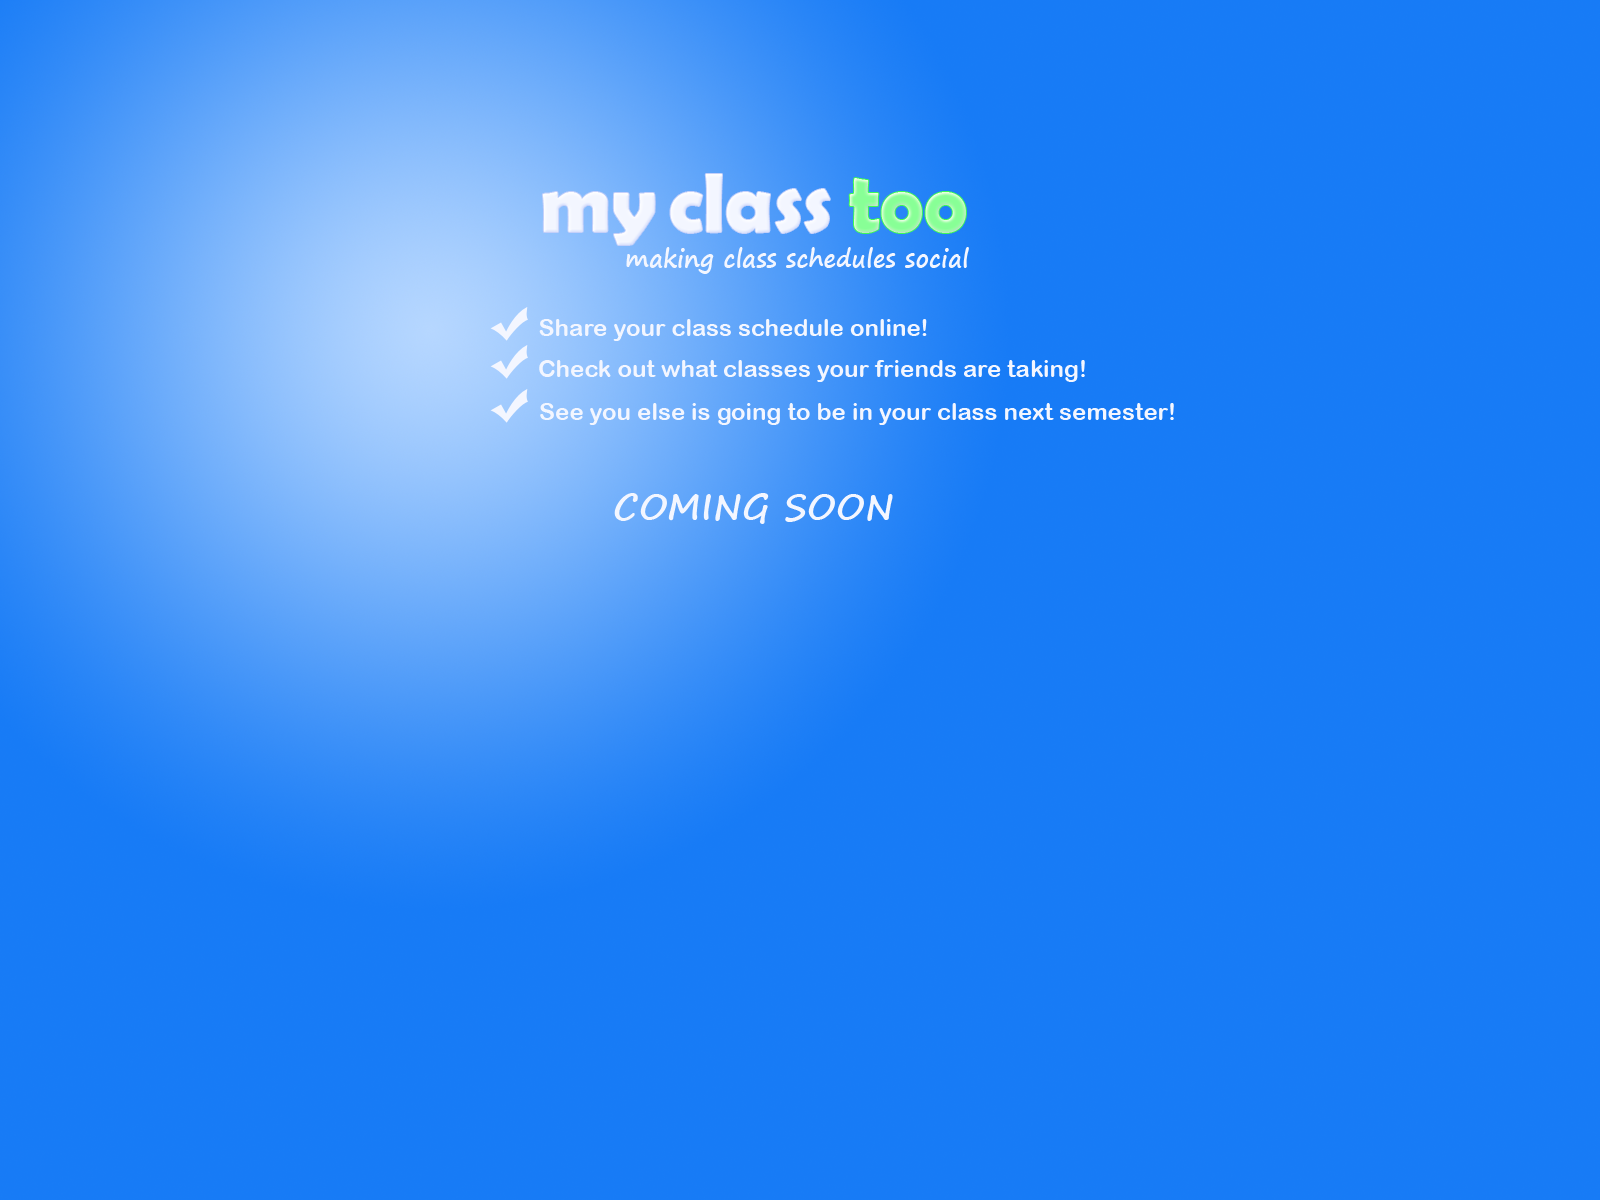 my class too
making class schedules social
Share your class schedule online!
Check out what classes your friends are taking!
See you else is going to be in your class next semester!
COMING SOON